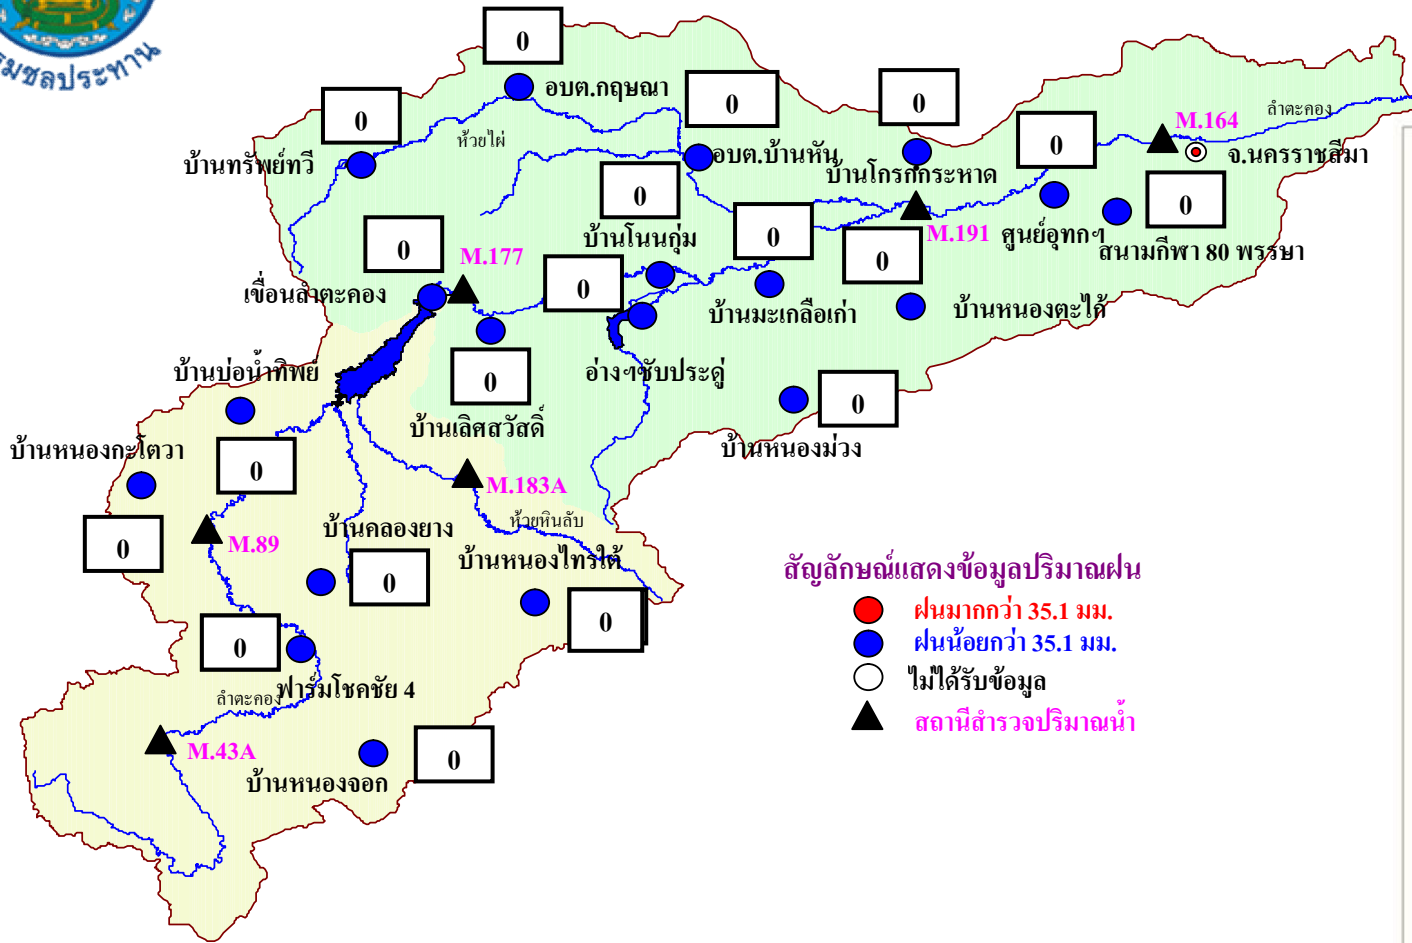 กรมชลประทาน
0
อบต.กฤษณา
0
0
0
M.164
ลำตะคอง
ห้วยไผ่
บ้านทรัพย์ทวี
อบต.บ้านหัน
บ้านโกรกกระหาด
0
จ.นครราชสีมา
0
0
0
M.191
ศูนย์อุทกฯ
สนามกีฬา 80 พรรษา
บ้านโนนกุ่ม
0
M.177
0
0
เขื่อนลำตะคอง
บ้านมะเกลือเก่า
บ้านหนองตะไก้
บ้านบ่อน้ำทิพย์
0
อ่างฯซับประดู่
0
บ้านเลิศสวัสดิ์
บ้านหนองม่วง
บ้านหนองกะโตวา
0
M.183A
ห้วยหินลับ
0
M.89
บ้านคลองยาง
0
บ้านหนองไทรใต้
0
0
ลำตะคอง
ฟาร์มโชคชัย 4
M.43A
0
บ้านหนองจอก
สัญลักษณ์แสดงข้อมูลปริมาณฝน
ฝนมากกว่า 35.1 มม.
ฝนน้อยกว่า 35.1 มม.
ไม่ได้รับข้อมูล
สถานีสำรวจปริมาณน้ำ